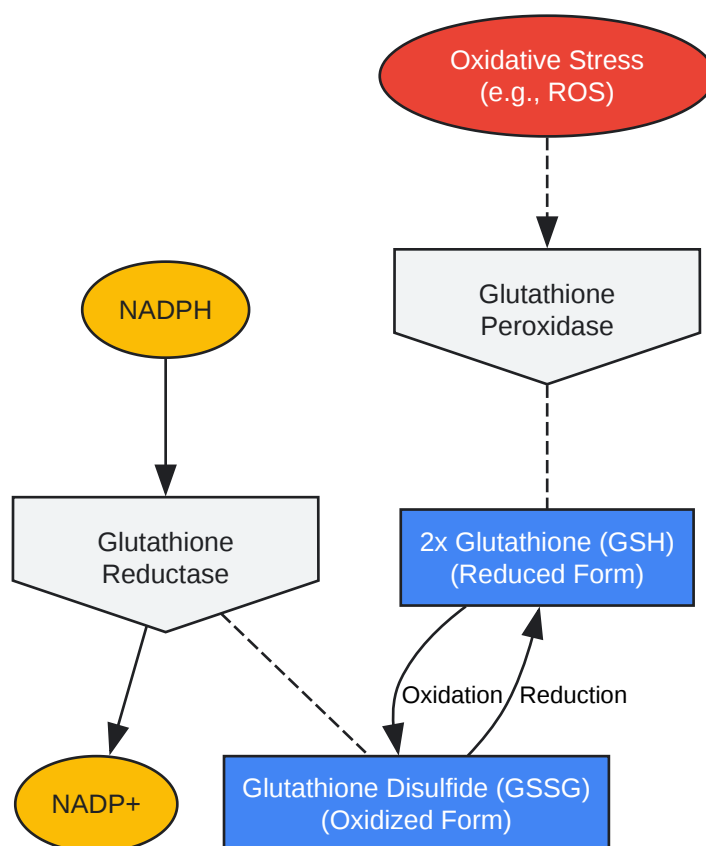 Oxidative Stress
(e.g., ROS)
Glutathione
Peroxidase
NADPH
Glutathione
Reductase
2x Glutathione (GSH)
(Reduced Form)
Oxidation
Reduction
NADP+
Glutathione Disulfide (GSSG)
(Oxidized Form)